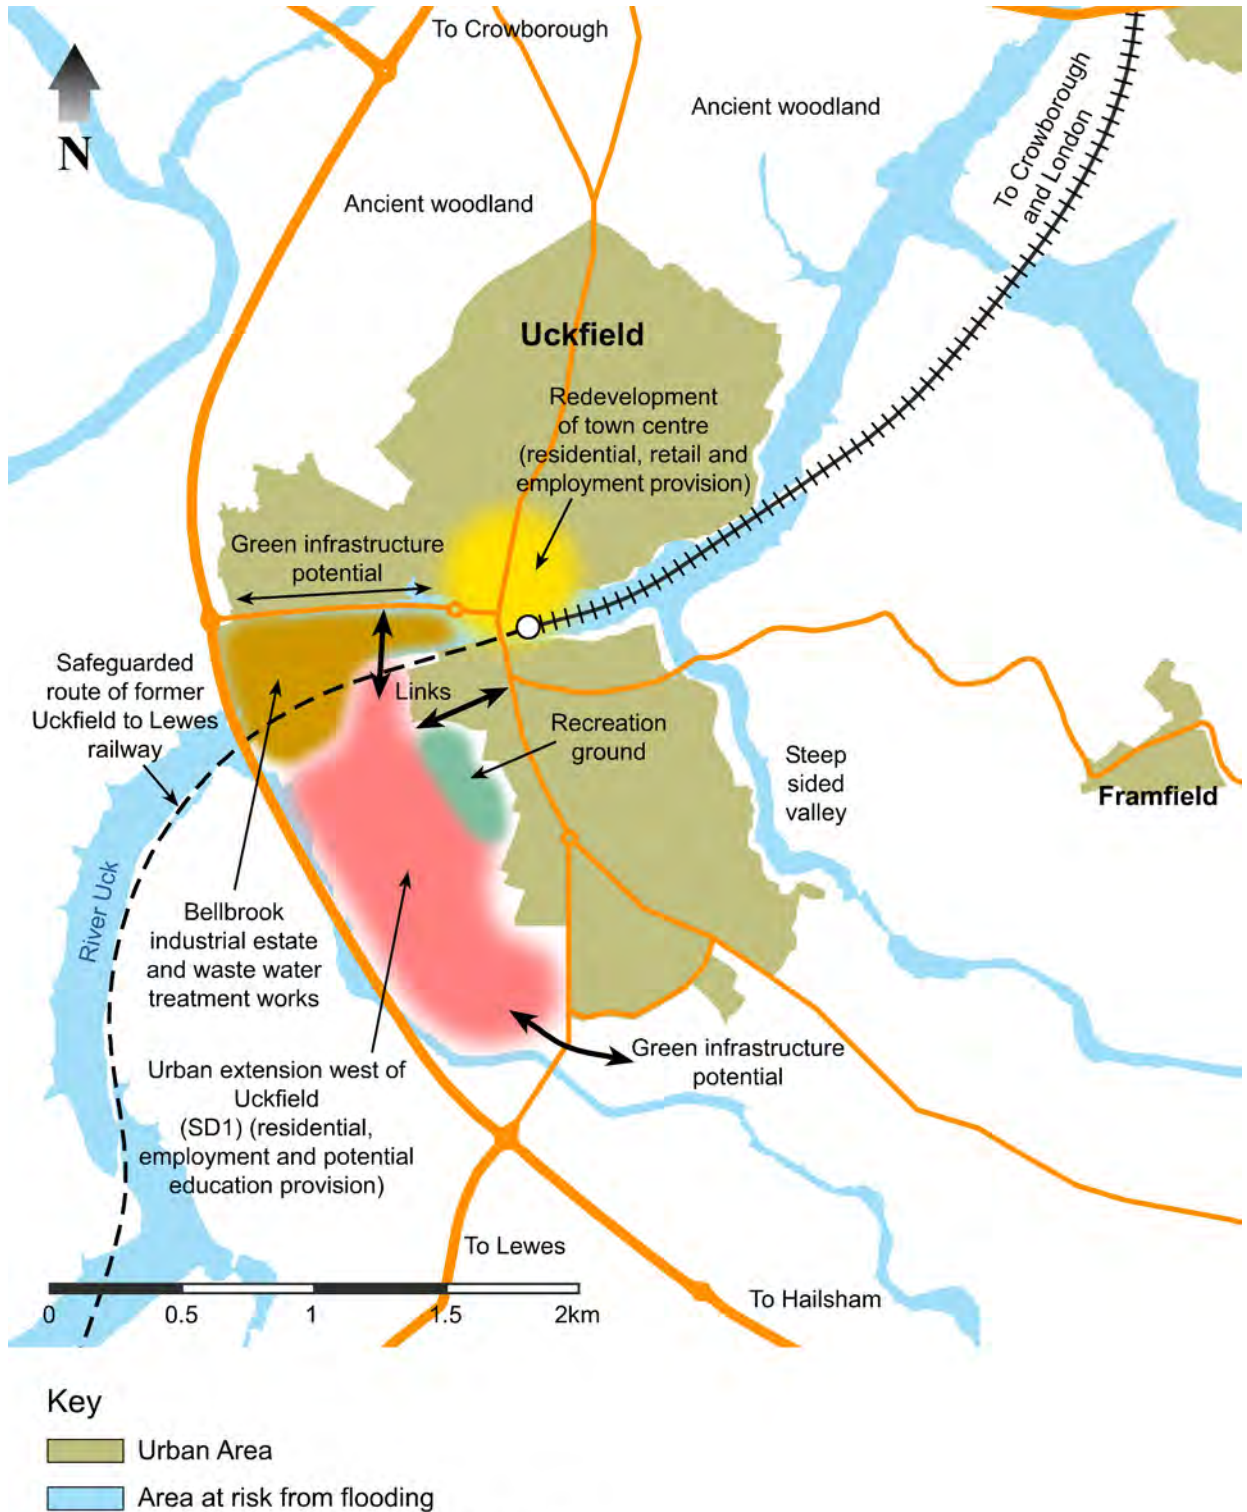 To Crowborough
Ancient woodland
To Crowborough
and London
N
Ancient woodland
Uckfield
Redevelopment
of town centre
(residential, retail and
employment provision)
Green infrastructure
potential
Safeguarded
route of former
Uckfield to Lewes
railway
Links
Recreation
ground
Steep
sided
valley
Framfield
River Uck
Bellbrook
industrial estate
and waste water
treatment works
Green infrastructure
potential
Urban extension west of
Uckfield
(SD1) (residential,
employment and potential
education provision)
To Lewes
To Hailsham
0 0.5 1 1.5 2km
Key
Urban Area
Area at risk from flooding